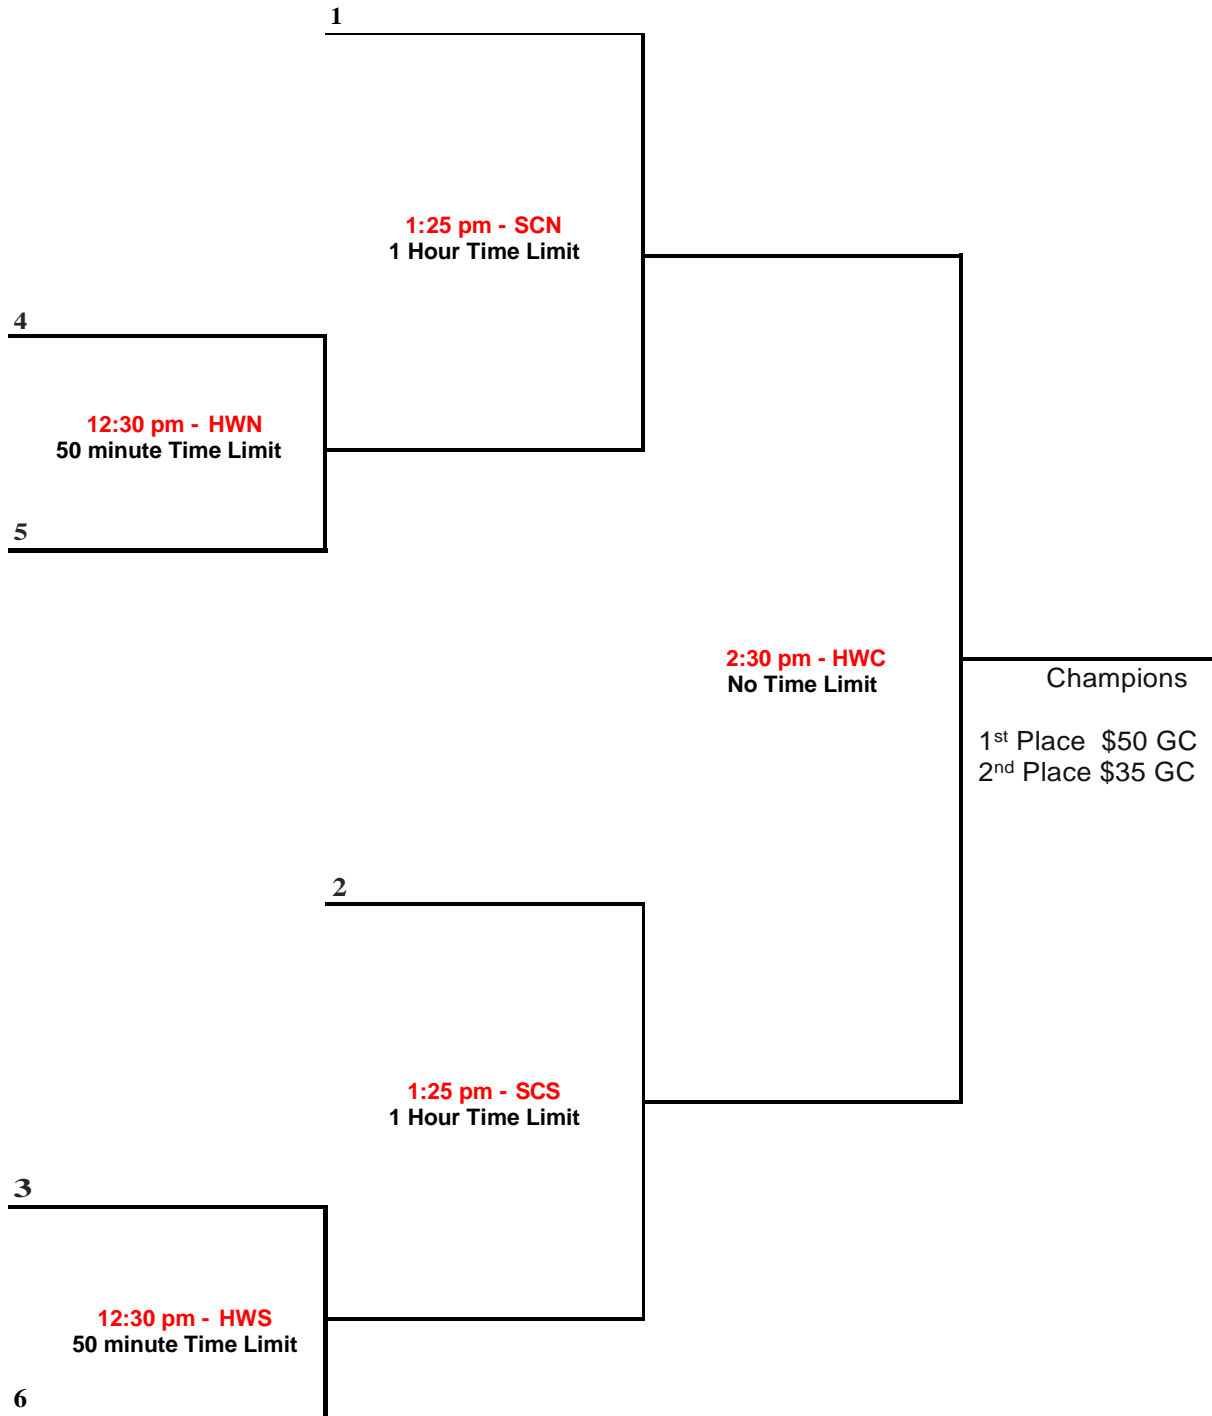 1
1:25 pm - SCN
1 Hour Time Limit
4
12:30 pm - HWN
50 minute Time Limit
5
2:30 pm - HWC
No Time Limit
Champions
1st Place $50 GC
2nd Place $35 GC
2
1:25 pm - SCS
1 Hour Time Limit
3
12:30 pm - HWS
50 minute Time Limit
6